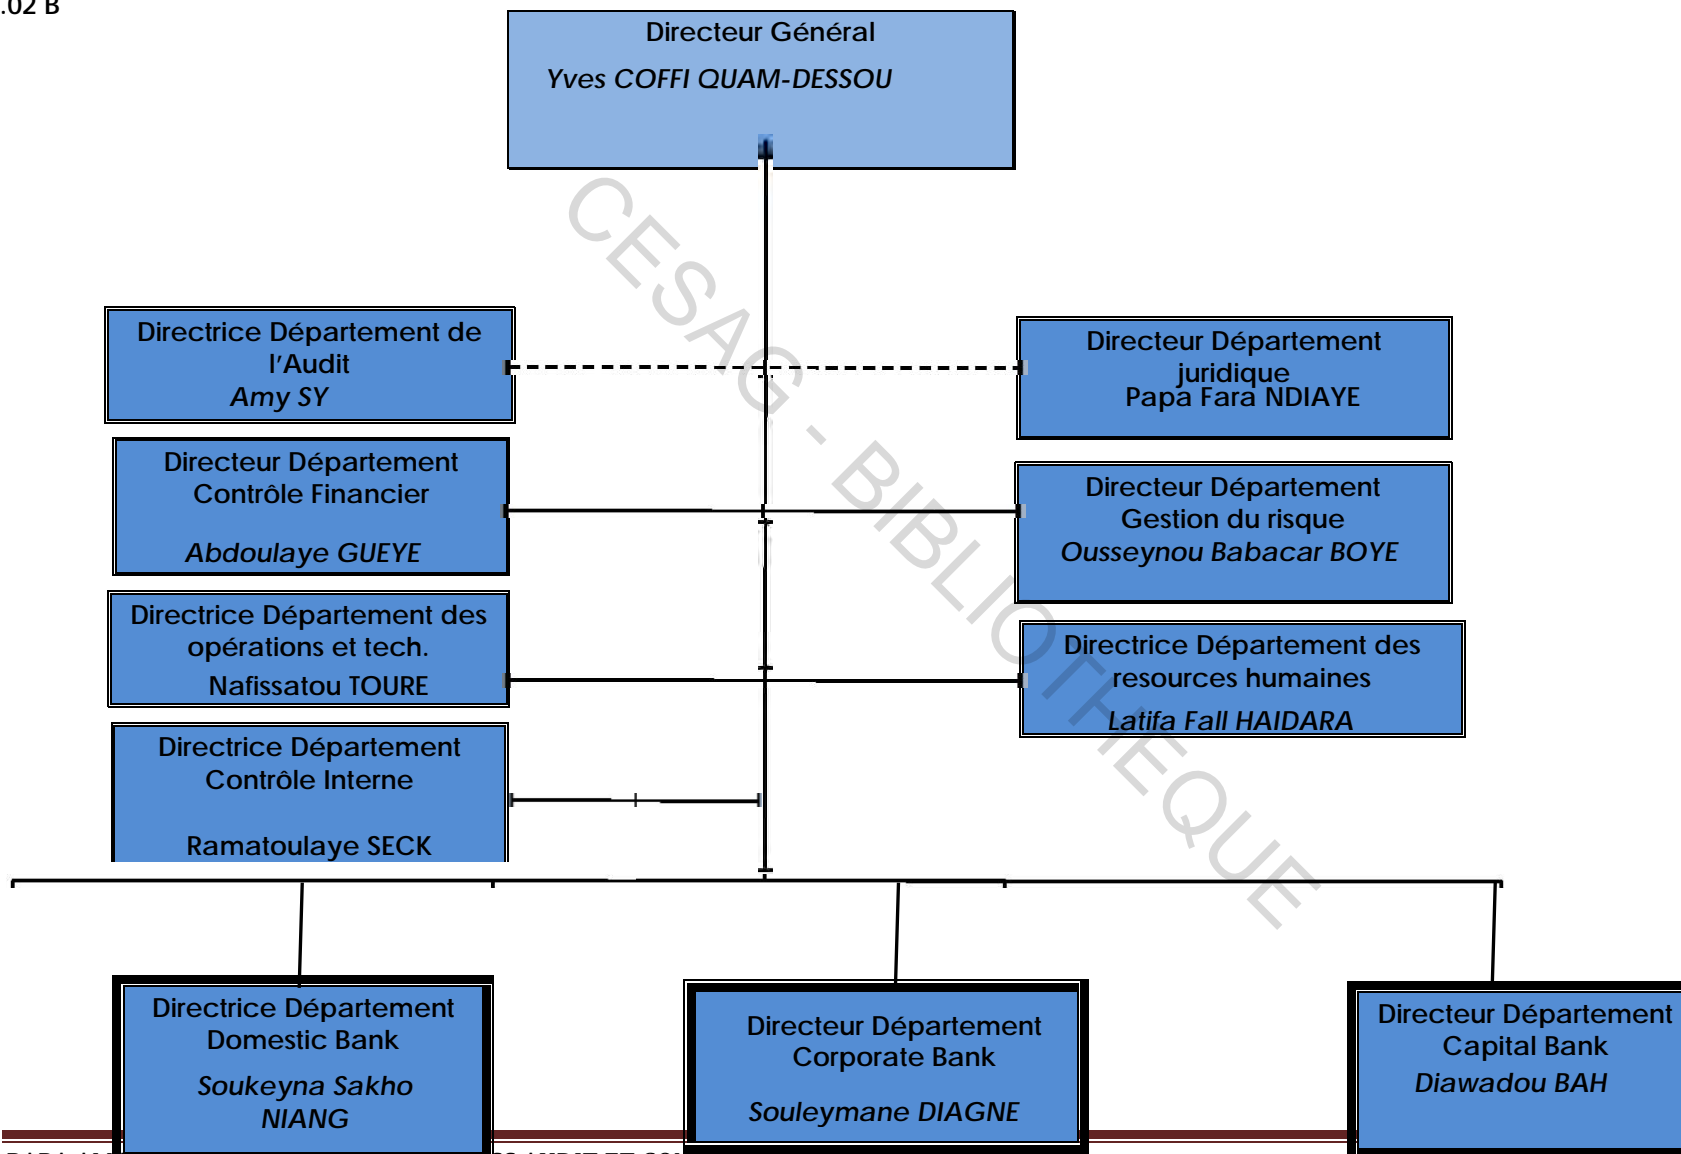 .02 B
Directeur Général
Yves COFFI QUAM-DESSOU
Directrice Département de
l'Audit
Amy SY
Directeur Département
juridique
Papa Fara NDIAYE
Directeur Département
Contrôle Financier
Abdoulaye GUEYE
Directeur Département
Gestion du risque
Ousseynou Babacar BOYE
Directrice Département des
opérations et tech.
Nafissatou TOURE
Directrice Département des
resources humaines
Latifa Fall HAIDARA
Directrice Département
Contrôle Interne
Ramatoulaye SECK
Directrice Département
Domestic Bank
Soukeyna Sakho
NIANG
Directeur Département
Corporate Bank
Souleymane DIAGNE
Directeur Département
Capital Bank
Diawadou BAH
CESAG - BIBLIOTHEQUE